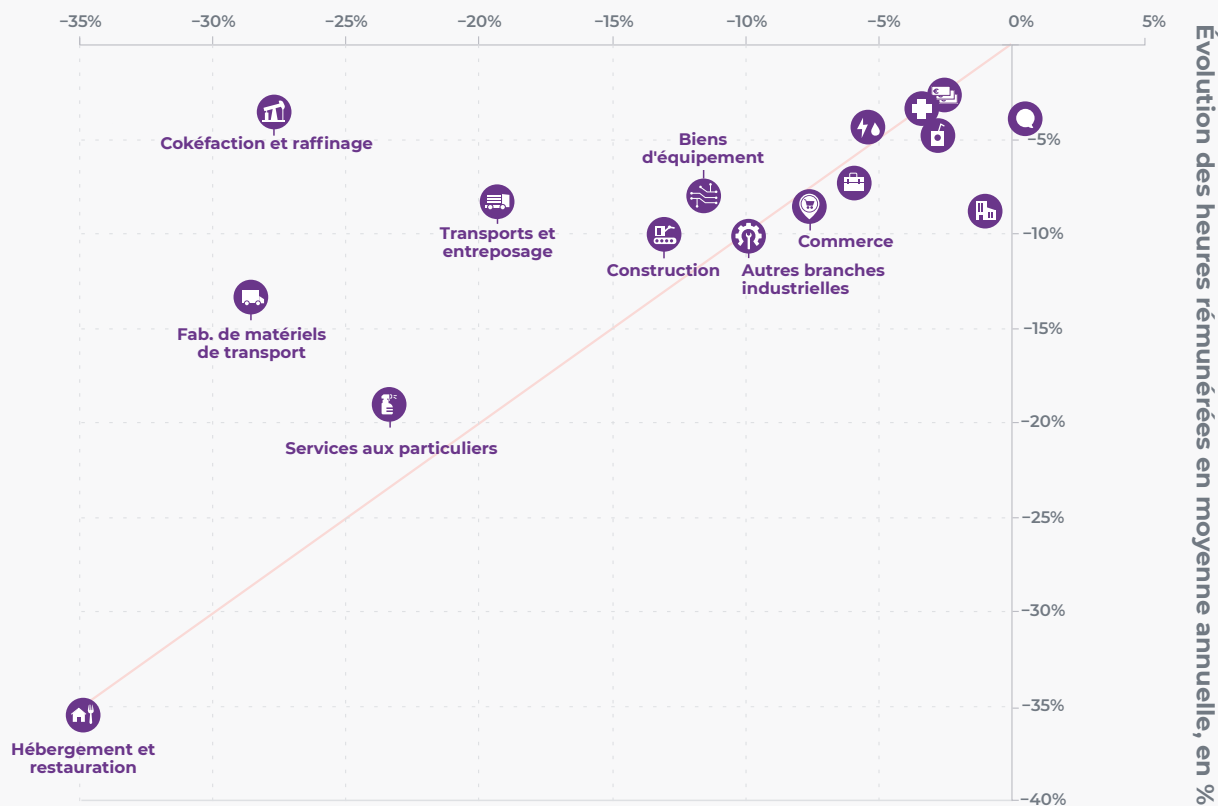 −35%
−30%
−25%
−20%
−15%
−10%
−5%
0%
5%
Évolution des heures rémunérées en moyenne annuelle, en %
Cokéfaction et raffinage
Biens
d'équipement
−5%
Transports et
entreposage
−10%
Commerce
Construction
Autres branches
industrielles
Fab. de matériels
de transport
−15%
−20%
Services aux particuliers
−25%
−30%
−35%
Hébergement et
restauration
−40%